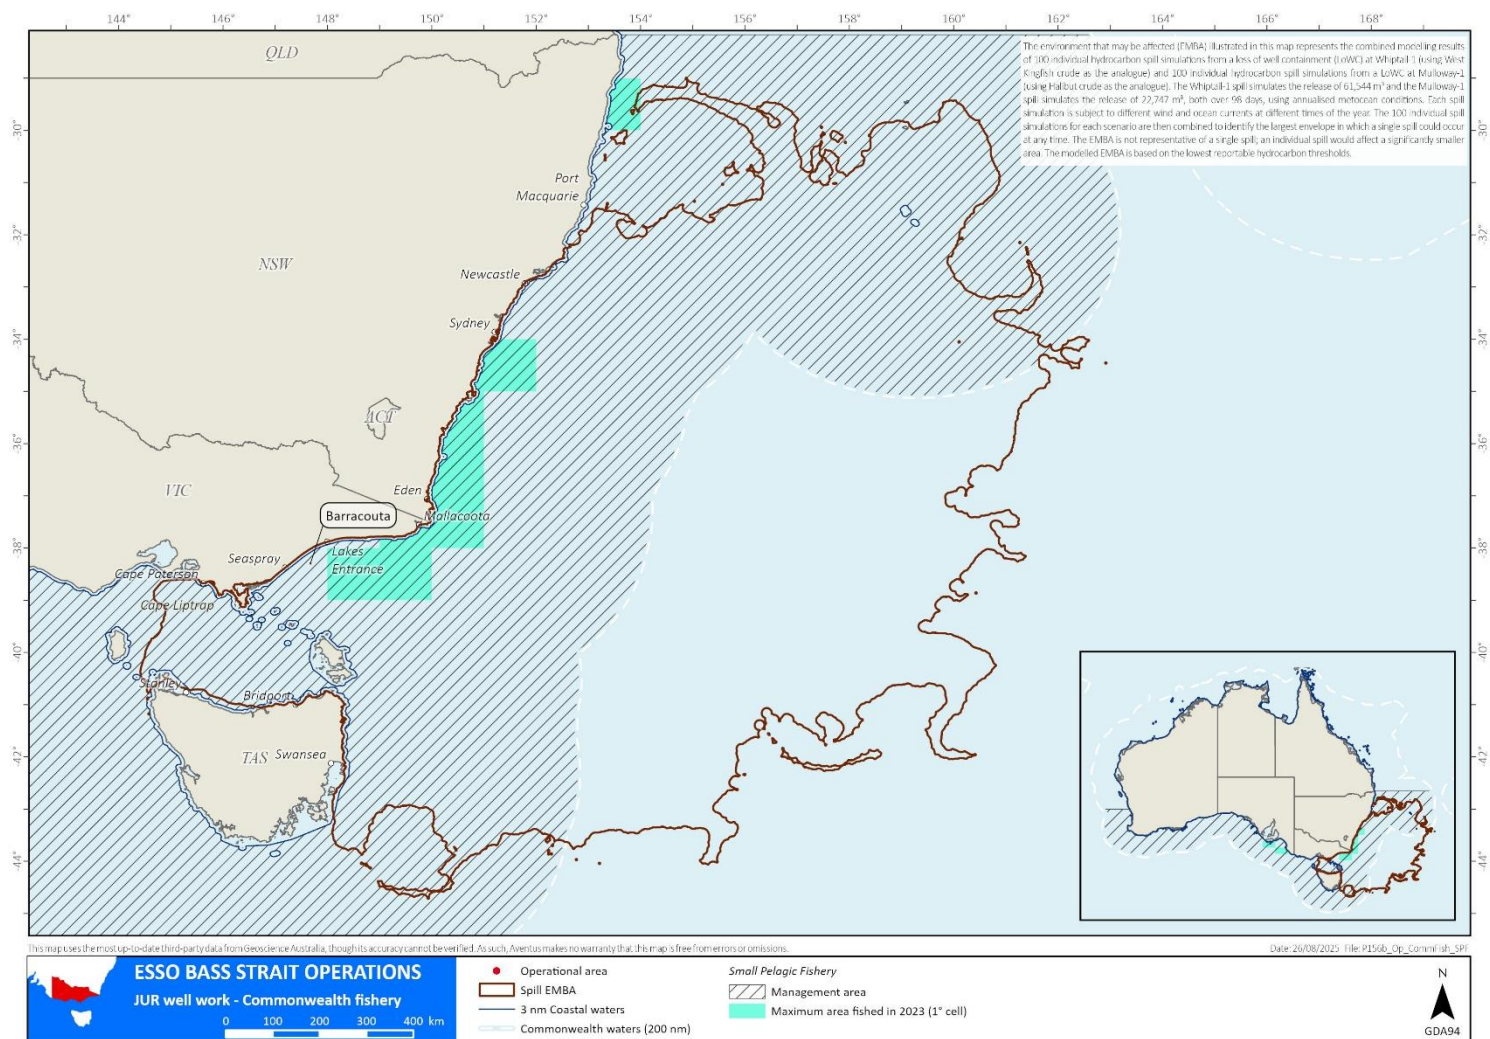 144° 146° 148° 150° 152° 154° 156° 158° 160° 162° 164° 166° 168°
The environment that may be affected (EMBA) illustrated in this map represents the combined modelling results
of 100 individual hydrocarbon spill simulations from a loss of well containment (LoWC) at Whiptail-1 (using West
Kingfish crude as the analogue) and 100 individual hydrocarbon spill simulations from a LoWC at Mulloway-1
(using Halibut crude as the analogue). The Whiptail-1 spill simulates the release of 61,544 m³ and the Mulloway-1
spill simulates the release of 22,747 m³, both over 98 days, using annualised metocean conditions. Each spill
simulation is subject to different wind and ocean currents at different times of the year. The 100 individual spill
simulations for each scenario are then combined to identify the largest envelope in which a single spill could occur
at any time. The EMBA is not representative of a single spill; an individual spill would affect a significantly smaller
area. The modelled EMBA is based on the lowest reportable hydrocarbon thresholds.
QLD
-30° -30°
Port
Macquarie
-32° -32°
NSW
Newcastle
Sydney
-34° -34°
ACT
-36° -36°
VIC
Eden
Barracouta
Mallacoota
-38° -38°
Lakes
Entrance
Seaspray
Cape Paterson
Cape Liptrap
-40° -40°
Stanley
Bridport
-42° -42°
TAS
Swansea
-44° -44°
This map uses the most up-to-date third-party data from Geoscience Australia, though its accuracy cannot be verified. As such, Aventus makes no warranty that this map is free from errors or omissions.
Date: 26/08/2025 File: P156b_Op_CommFish_SPF
ESSO BASS STRAIT OPERATIONS
JUR well work - Commonwealth fishery
0 100 200 300 400 km
Operational area
Spill EMBA
3 nm Coastal waters
Commonwealth waters (200 nm)
Small Pelagic Fishery
Management area
Maximum area fished in 2023 (1° cell)
N
GDA94